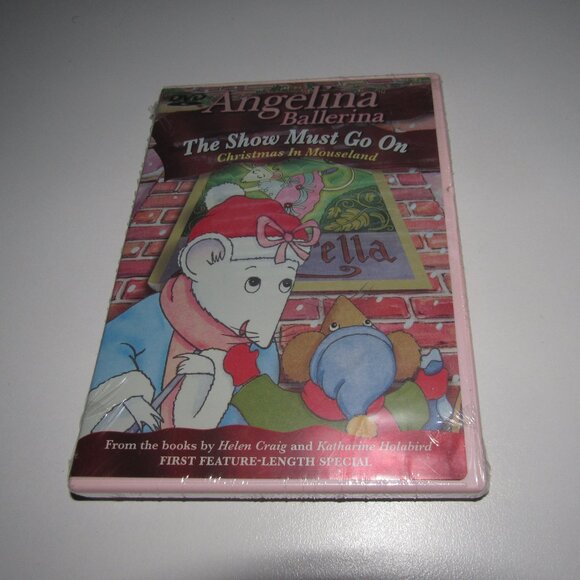 DVD
Angelina
Ballerina
The Show Must Go On
Christmas In Mouseland
ella
From the books by Helen Craig and Katharine Holabird
FIRST FEATURE-LENGTH SPECIAL